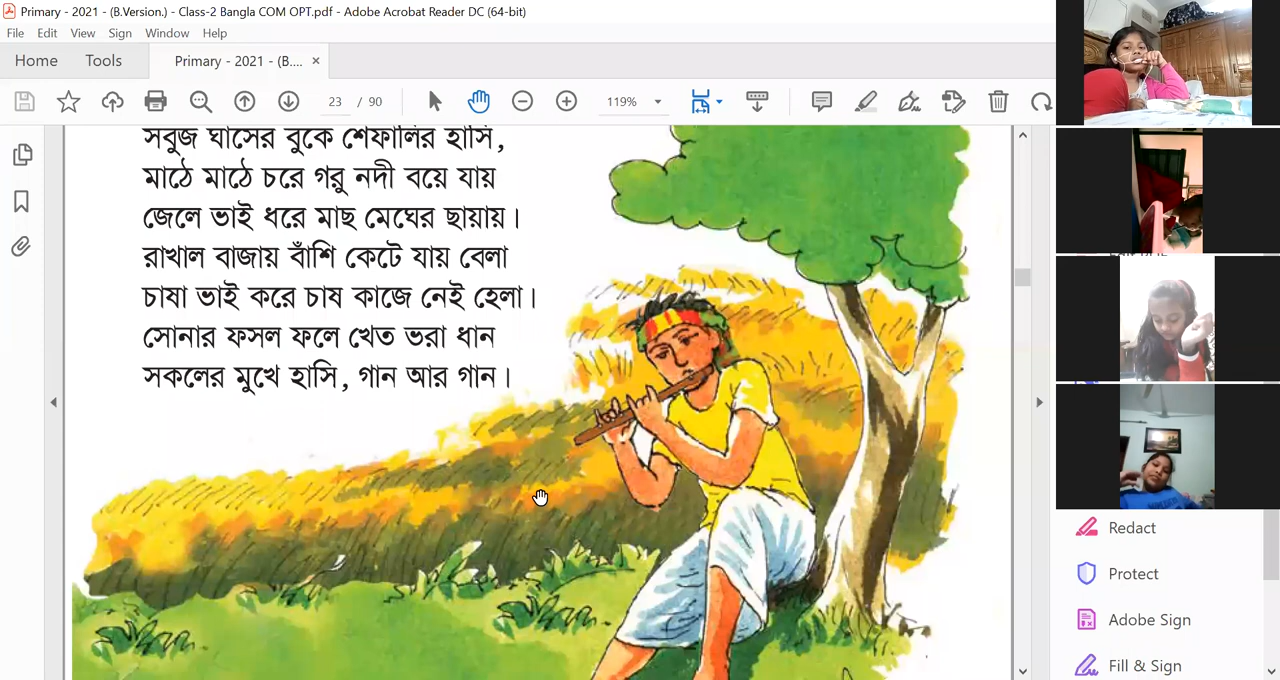 Primary - 2021 - (B.Version.) - Class-2 Bangla COM OPT.pdf - Adobe Acrobat Reader DC (64-bit)
File Edit View Sign Window Help
Home Tools Primary - 2021 - (B.... ×
23 / 90 119%
সবুজ ঘাসের বুকে শেফালির হাসি,
মাঠে মাঠে চরে গরু নদী বয়ে যায়
জেলে ভাই ধরে মাছ মেঘের ছায়ায়।
রাখাল বাজায় বাঁশি কেটে যায় বেলা
চাষা ভাই করে চাষ কাজে নেই হেলা।
সোনার ফসল ফলে খেত ভরা ধান
সকলের মুখে হাসি, গান আর গান।
Redact
Protect
Adobe Sign
Fill & Sign